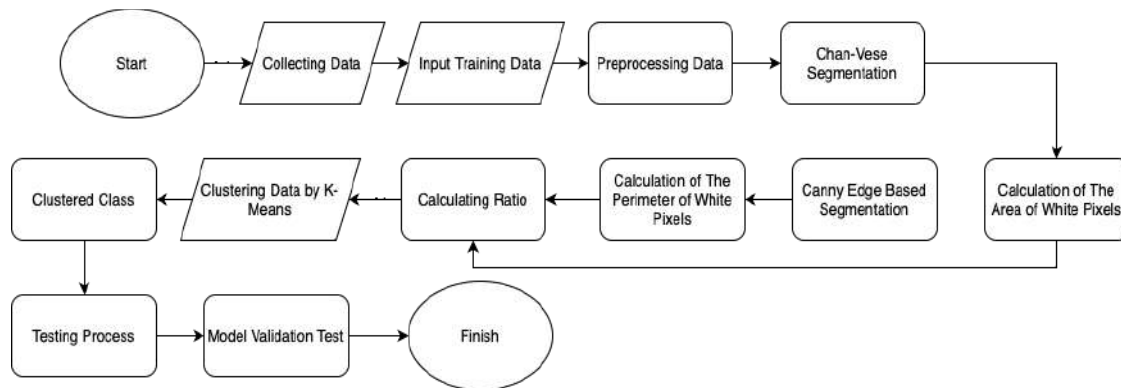 Start
Collecting Data
Input Training Data
Preprocessing Data
Chan-Vese
Segmentation
Clustered Class
Clustering Data by K-
Means
Calculating Ratio
Calculation of The
Perimeter of White
Pixels
Canny Edge Based
Segmentation
Calculation of The
Area of White Pixels
Testing Process
Model Validation Test
Finish